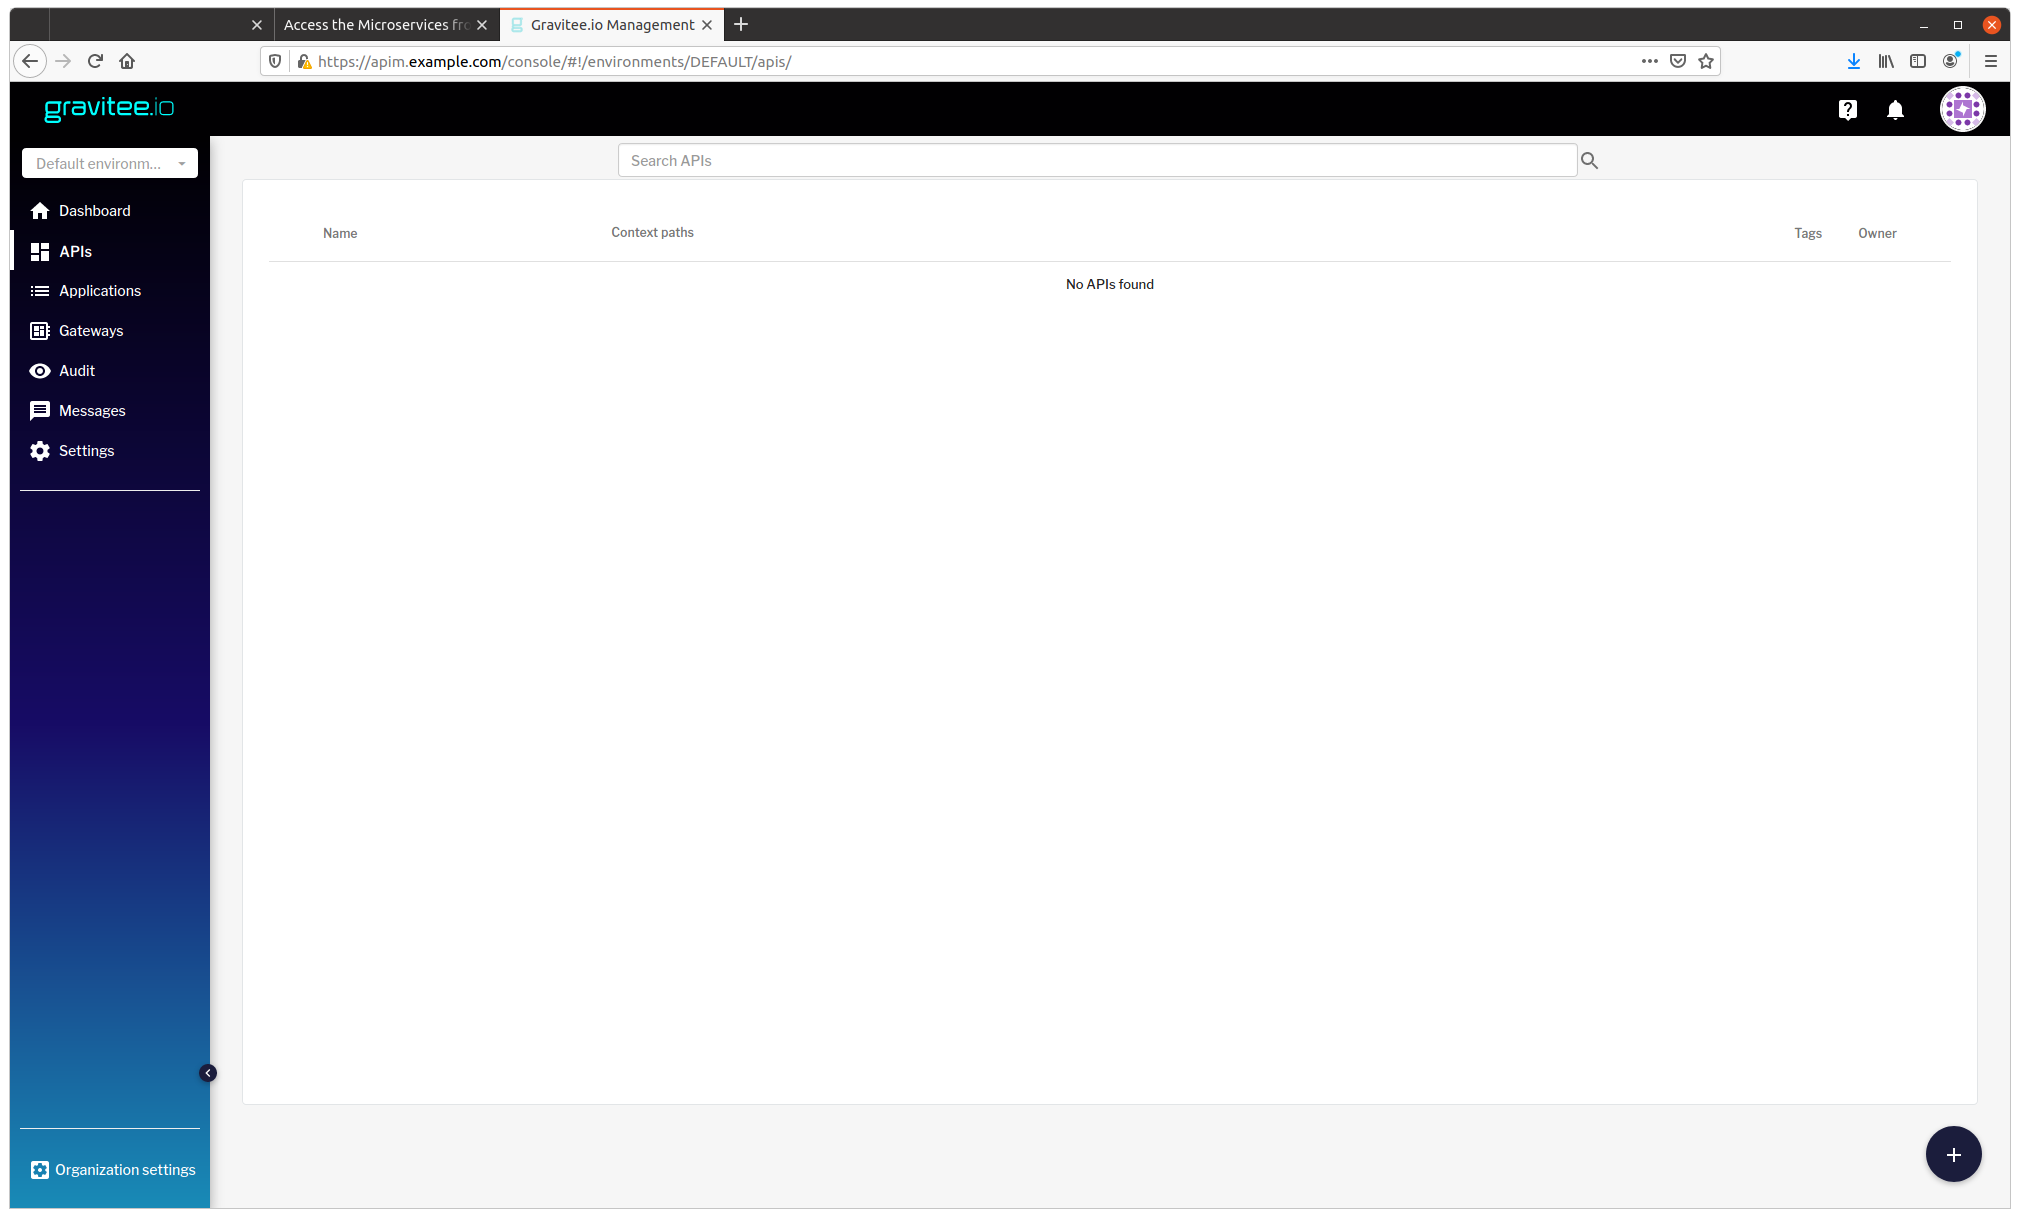 Access the Microservices fro
Gravitee.io Management
https://apim.example.com/console/#!/environments/DEFAULT/apis/
gravitee.io
Default environm...
Search APIs
Dashboard
APIs
Applications
Gateways
Audit
Messages
Settings
Name
Context paths
Tags
Owner
No APIs found
Organization settings